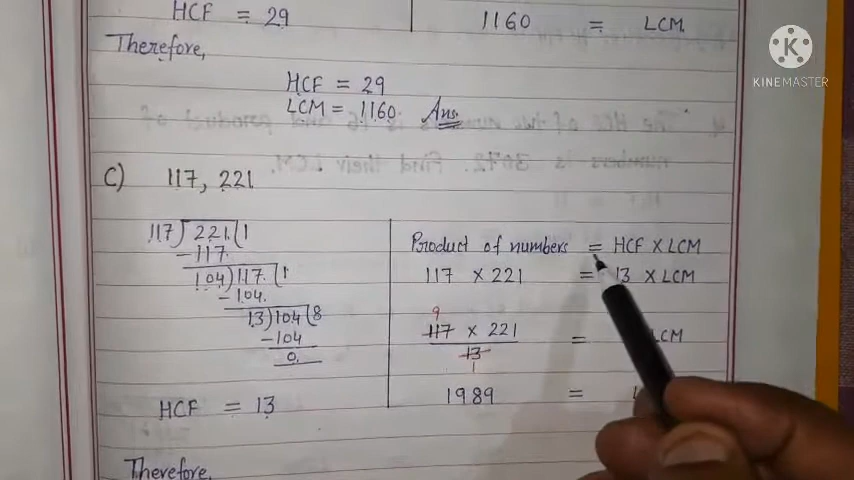 HCF = 29
1160 = LCM
Therefore,
HCF = 29
LCM = 1160 Ans.
C) 117, 221
117) 221 (1
-117
104) 117 (1
-104
13) 104 (8
-104
0
HCF = 13
Product of numbers = HCF X LCM
117 X 221 = 13 X LCM
9
117 X 221 = LCM
13
1
1989 =
Therefore,
K
KINEMASTER